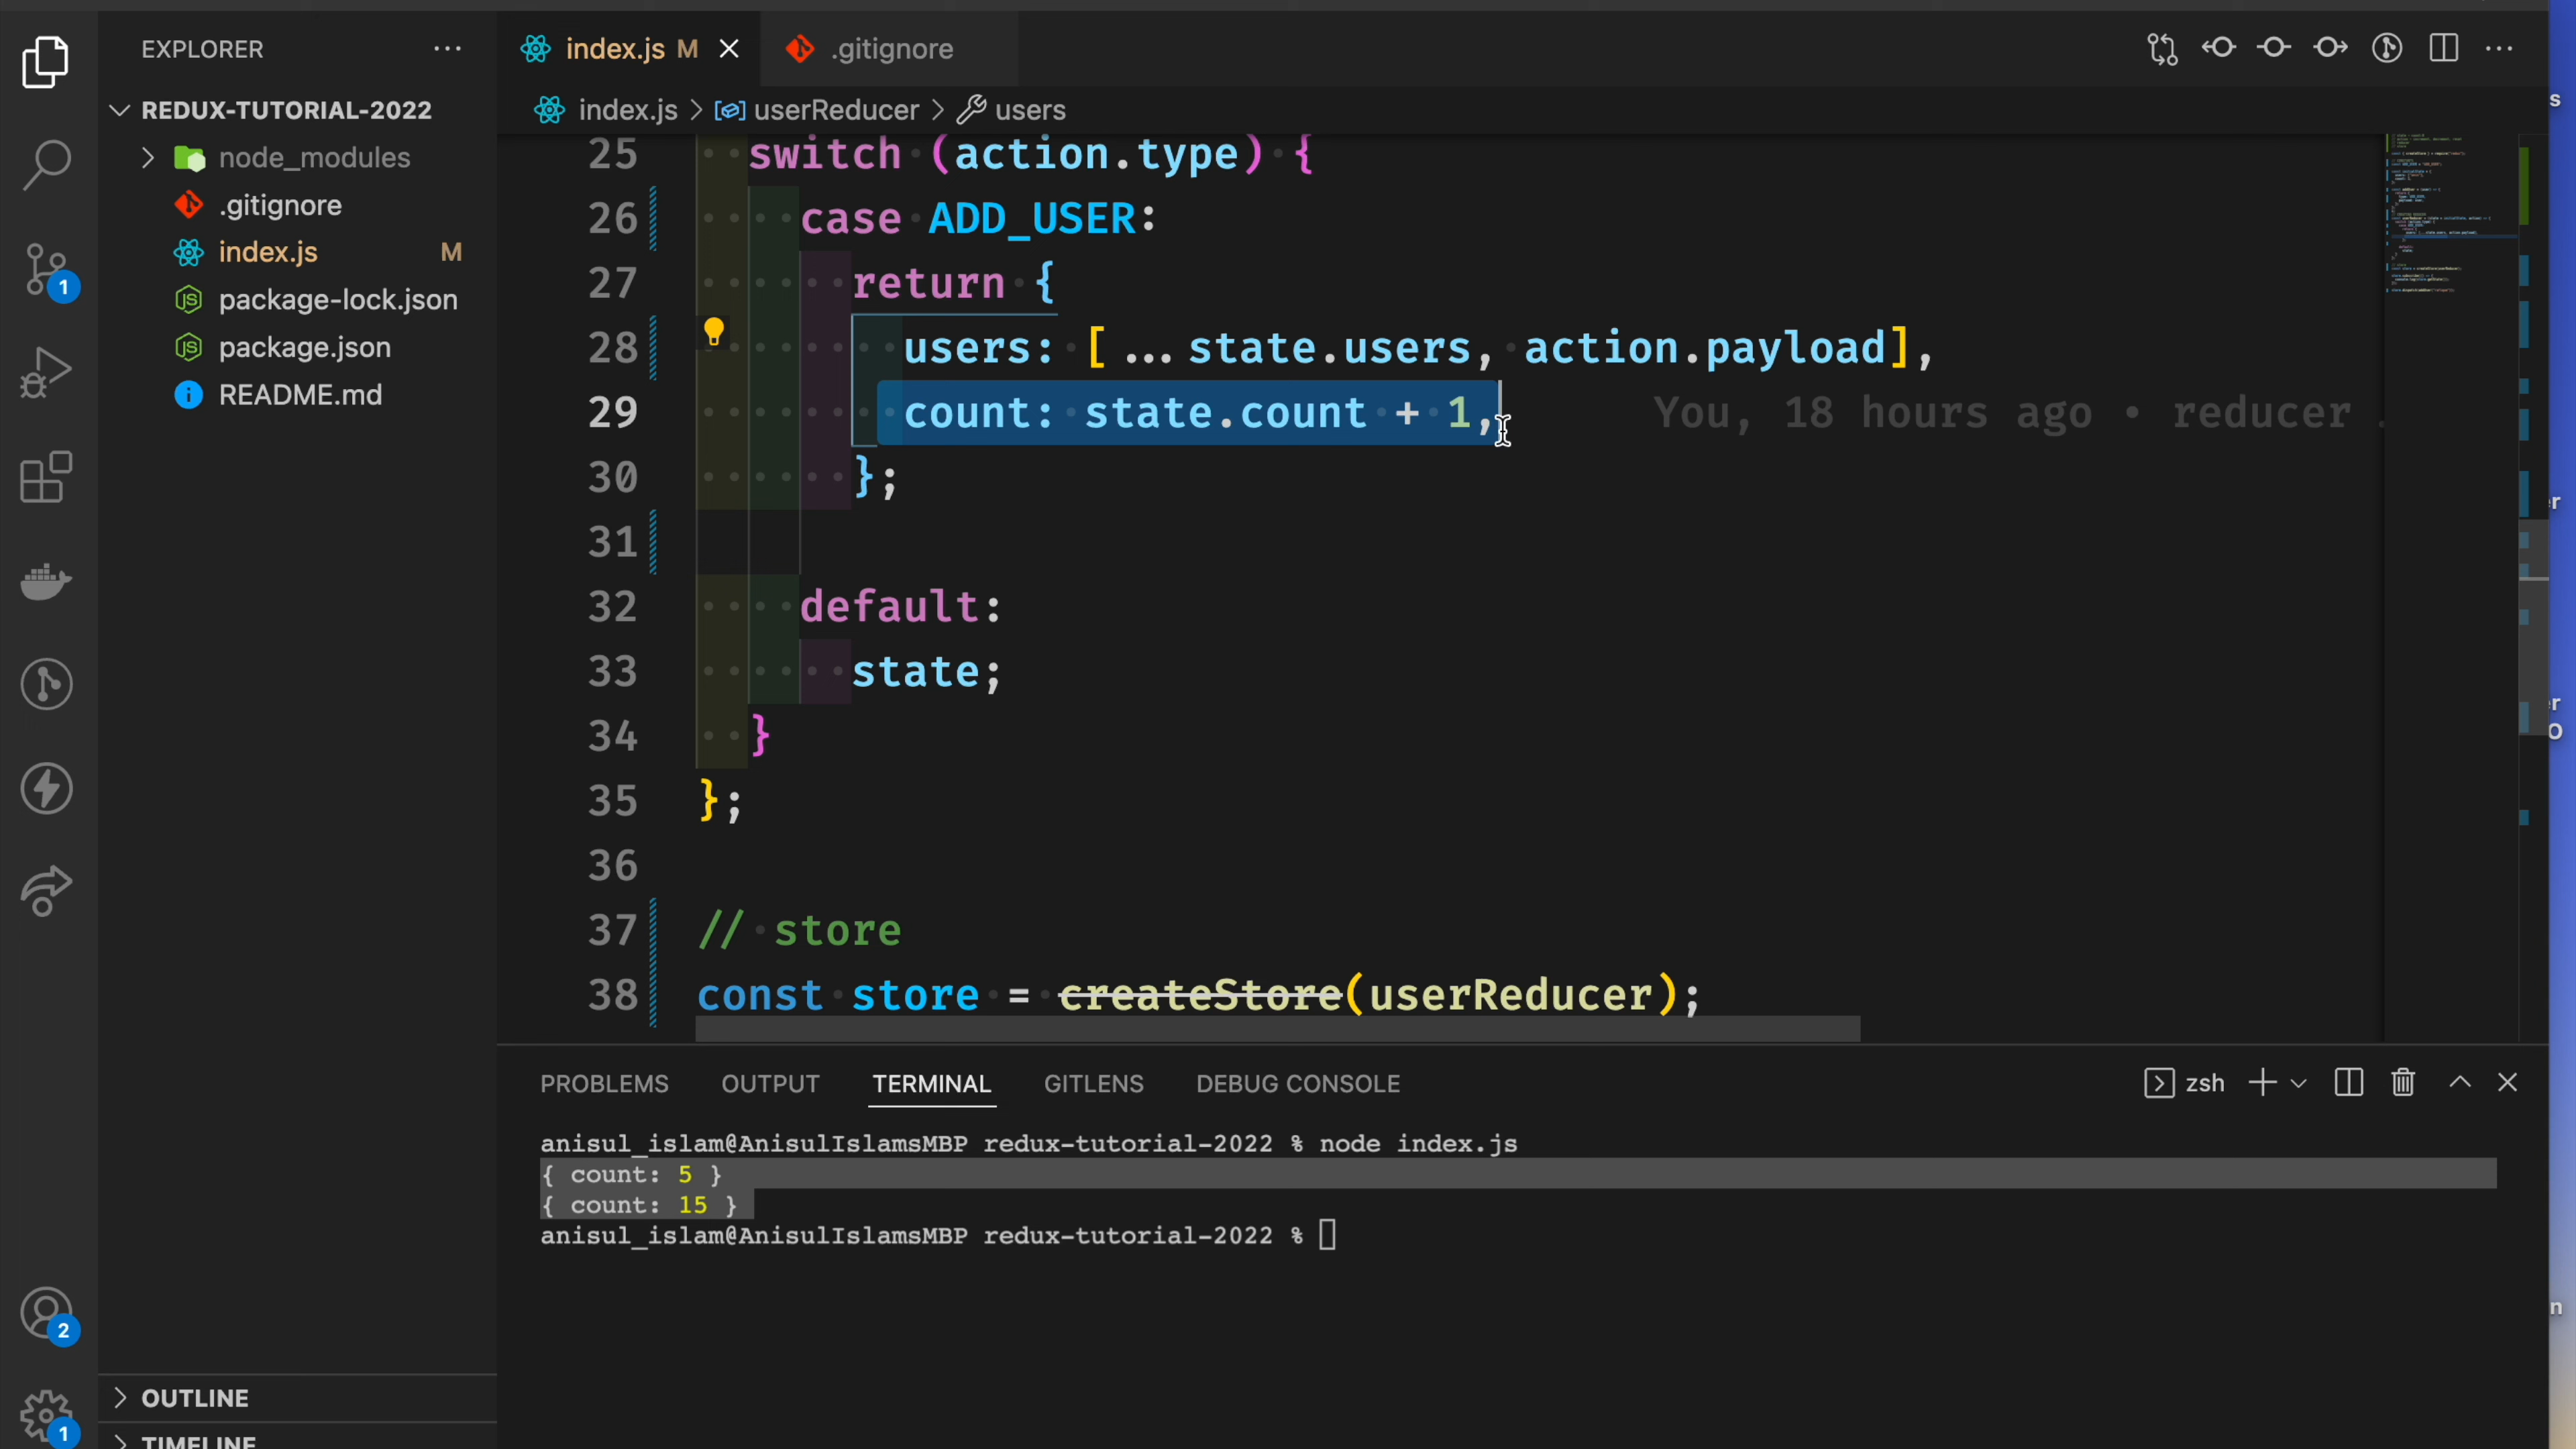 EXPLORER
index.js M
.gitignore
REDUX-TUTORIAL-2022
index.js > userReducer > users
node_modules
.gitignore
index.js M
package-lock.json
package.json
README.md
25 switch (action.type) {
26 case ADD_USER:
27 return {
28 users: [...state.users, action.payload],
29 count: state.count + 1, You, 18 hours ago • reducer
30 };
31
32 default:
33 state;
34 }
35 };
36
37 // store
38 const store = createStore(userReducer);
1
2
1
OUTLINE
TIMELINE
PROBLEMS OUTPUT TERMINAL GITLENS DEBUG CONSOLE zsh
anisul_islam@AnisulIslamsMBP redux-tutorial-2022 % node index.js
{ count: 5 }
{ count: 15 }
anisul_islam@AnisulIslamsMBP redux-tutorial-2022 %